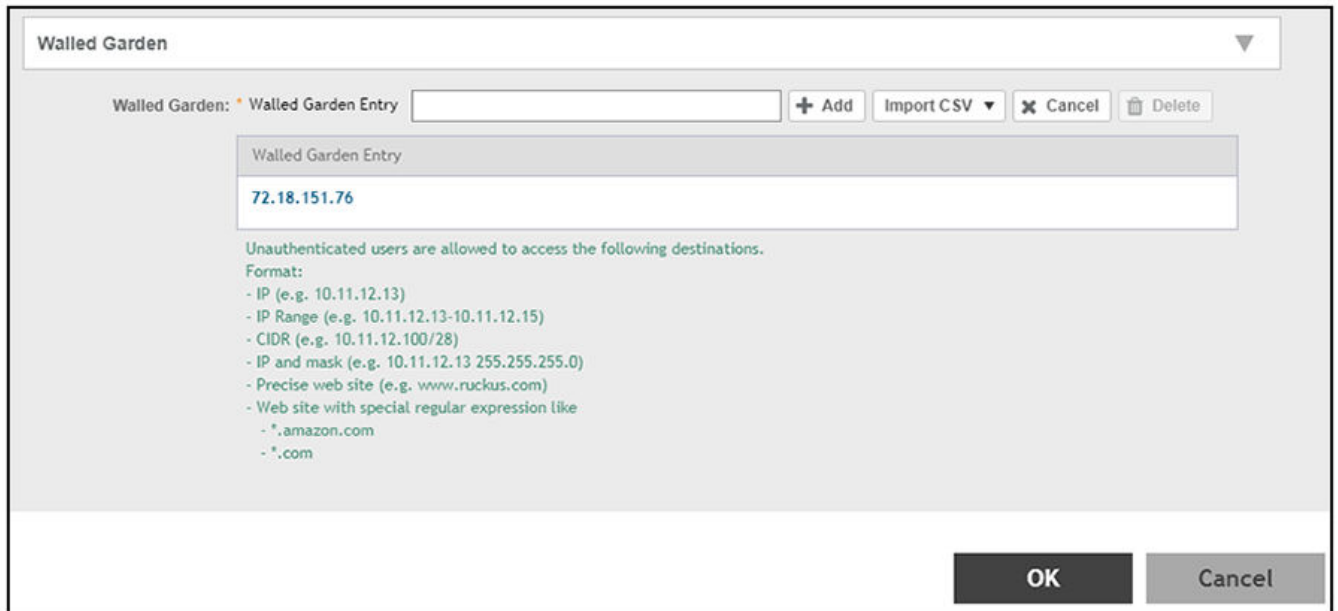 Walled Garden
Walled Garden: * Walled Garden Entry + Add Import CSV ▼ ✖ Cancel Delete
Walled Garden Entry
72.18.151.76
Unauthenticated users are allowed to access the following destinations.
Format:
- IP (e.g. 10.11.12.13)
- IP Range (e.g. 10.11.12.13-10.11.12.15)
- CIDR (e.g. 10.11.12.100/28)
- IP and mask (e.g. 10.11.12.13 255.255.255.0)
- Precise web site (e.g. www.ruckus.com)
- Web site with special regular expression like
- *.amazon.com
- *.com
OK Cancel